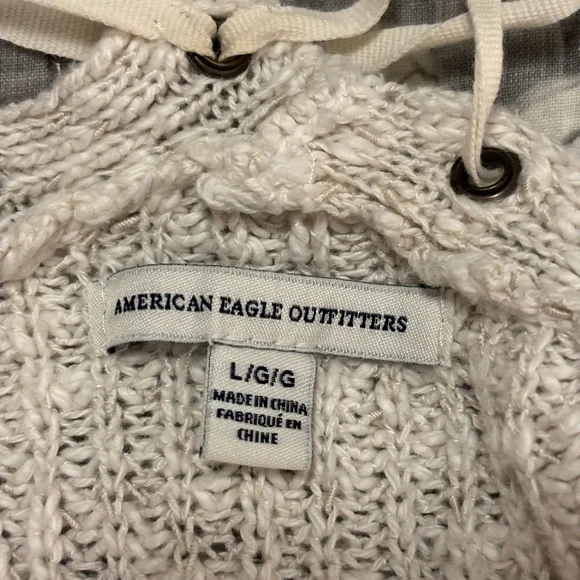 AMERICAN EAGLE OUTFITTERS
L/G/G
MADE IN CHINA
FABRIQUÉ EN
CHINE